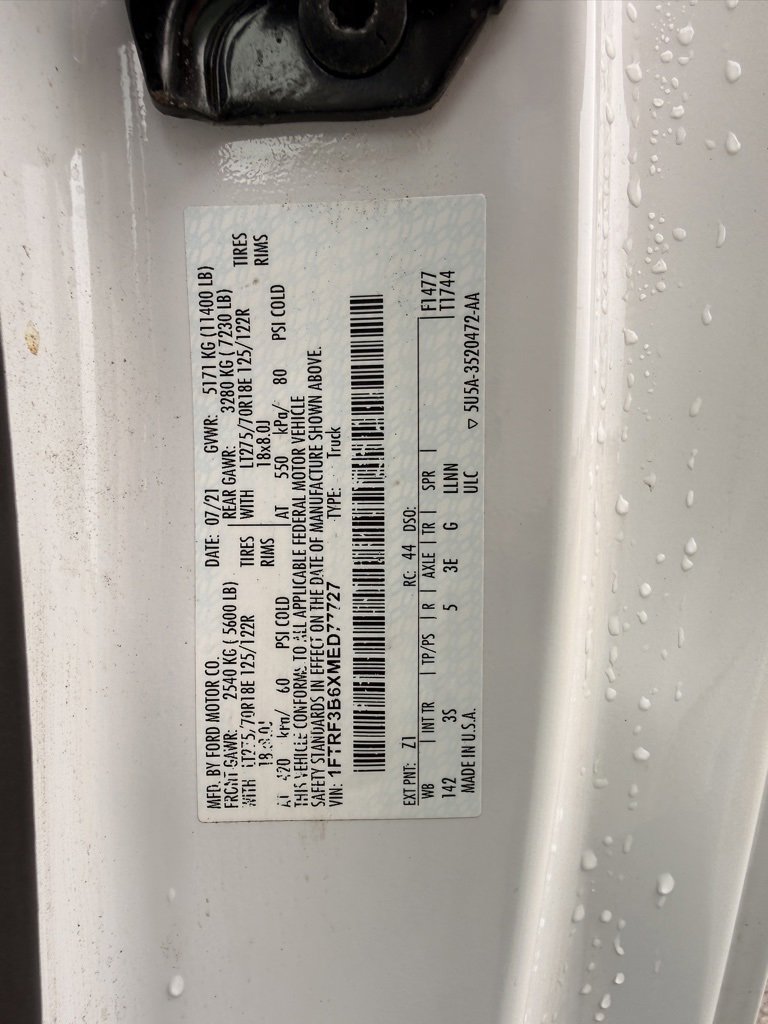 MFD. BY FORD MOTOR CO.
DATE: 07/21 GVWR: 5171 KG (11400 LB)
FRONT GAWR: 2540 KG ( 5600 LB)
REAR GAWR: 3280 KG ( 7230 LB)
WITH LT275/70R18E 125/122R TIRES
WITH LT275/70R18E 125/122R TIRES
18x8.0J RIMS
18x8.0J RIMS
AT 420 kPa/ 60 PSI COLD
AT 550 kPa/ 80 PSI COLD
THIS VEHICLE CONFORMS TO ALL APPLICABLE FEDERAL MOTOR VEHICLE
SAFETY STANDARDS IN EFFECT ON THE DATE OF MANUFACTURE SHOWN ABOVE.
VIN: 1FTRF3B6XMED77727 TYPE: Truck
EXT PNT: Z1 RC: 44 DSO: F1477
WB INT TR TP/PS R AXLE TR SPR T1744
142 3S 5 3E G LLNN
MADE IN U.S.A. ULC
▽ 5U5A-3520472-AA